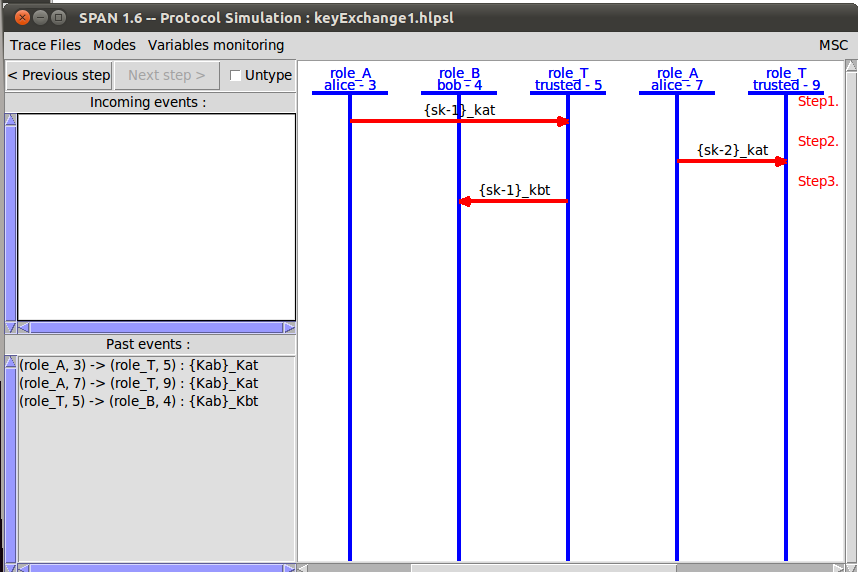 SPAN 1.6 -- Protocol Simulation : keyExchange1.hlpsl
Trace Files Modes Variables monitoring MSC
< Previous step Next step > Untype
Incoming events :
Past events :
(role_A, 3) -> (role_T, 5) : {Kab}_Kat
(role_A, 7) -> (role_T, 9) : {Kab}_Kat
(role_T, 5) -> (role_B, 4) : {Kab}_Kbt
role_A role_B role_T role_A role_T
alice - 3 bob - 4 trusted - 5 alice - 7 trusted - 9
Step1.
{sk-1}_kat
Step2.
{sk-2}_kat
Step3.
{sk-1}_kbt